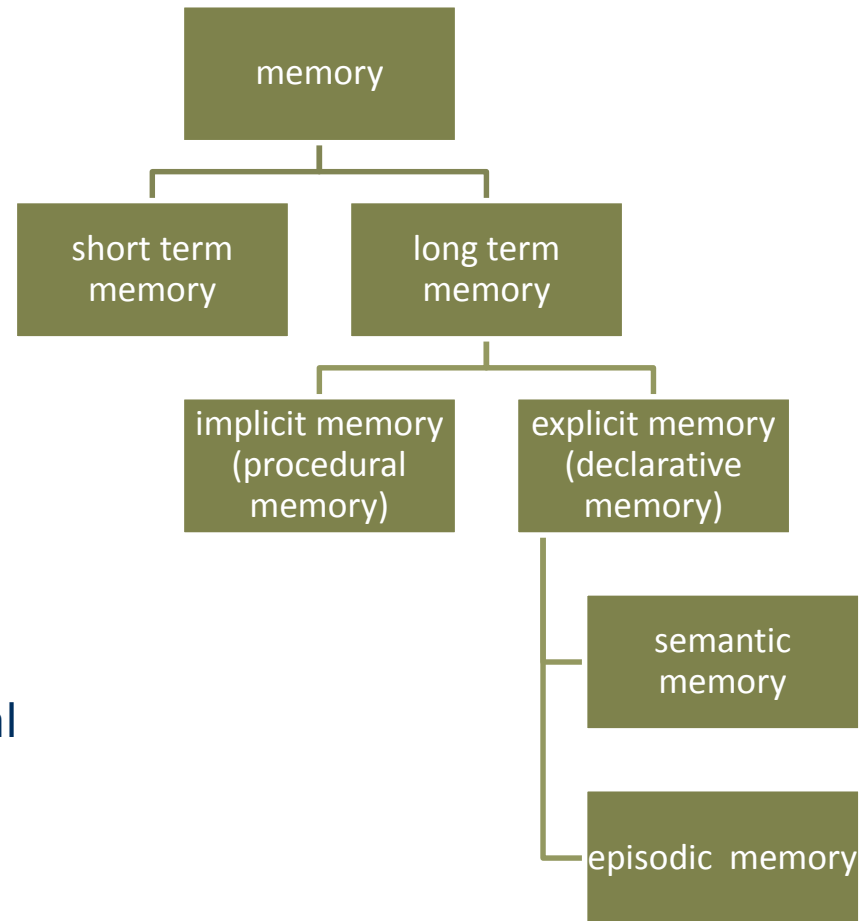 memory
short term
memory
long term
memory
implicit memory
(procedural
memory)
explicit memory
(declarative
memory)
semantic
memory
al
episodic memory